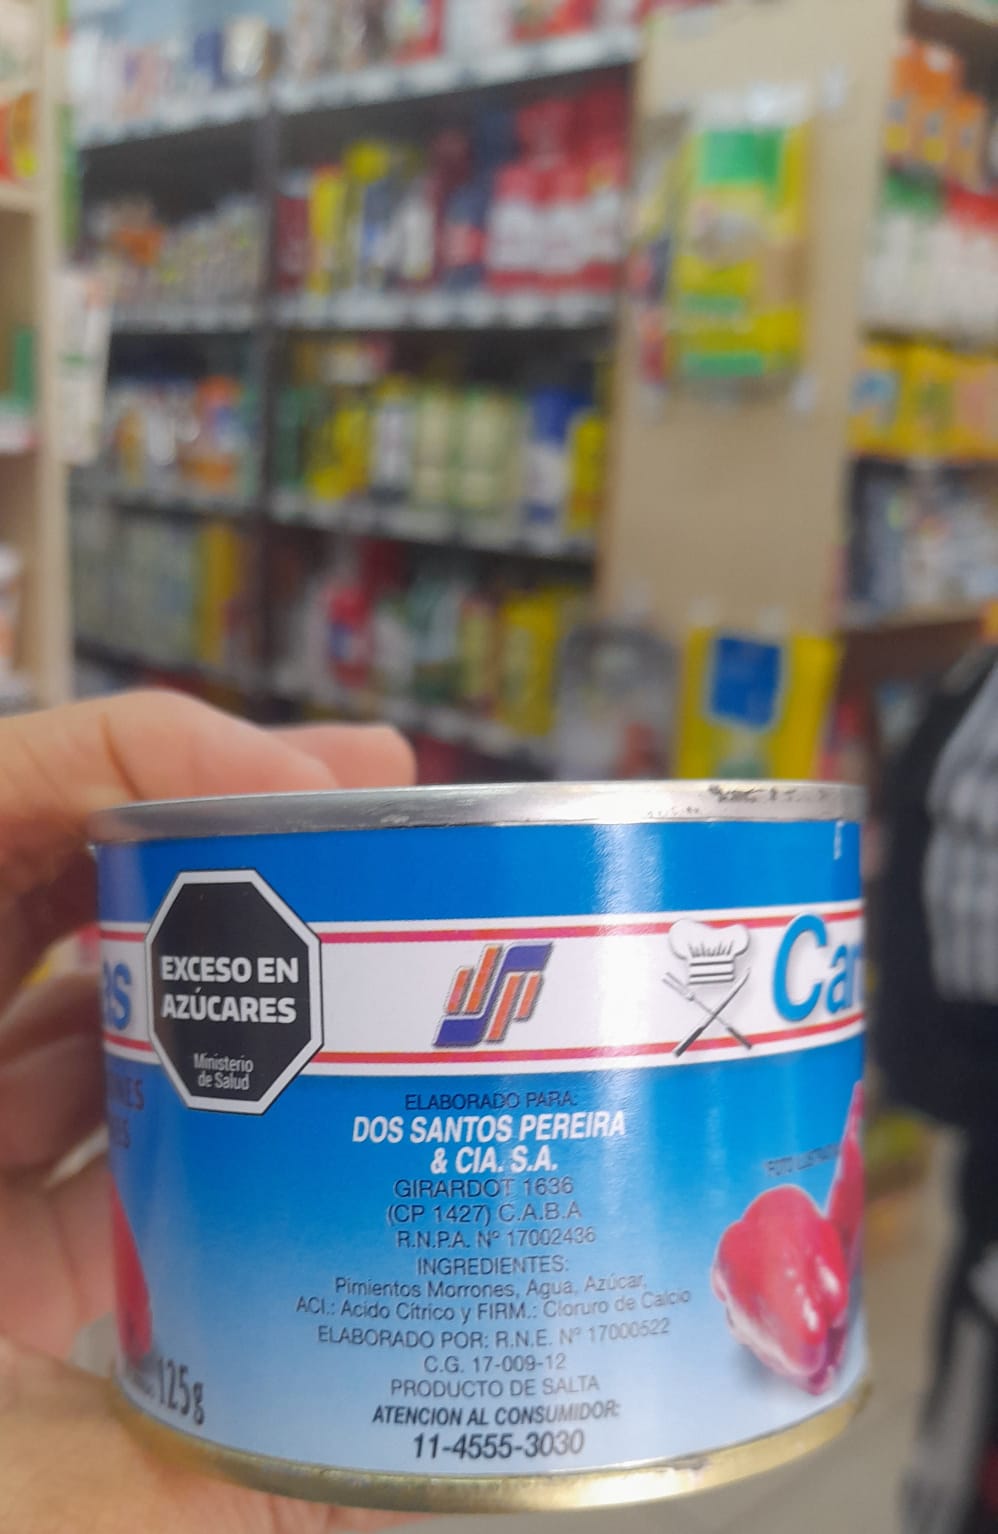 es
EXCESO EN
AZÚCARES
Ministerio
de Salud
Car
ELABORADO PARA:
DOS SANTOS PEREIRA
& CIA. S.A.
GIRARDOT 1636
(CP 1427) C.A.B.A
R.N.P.A. Nº 17002436
INGREDIENTES:
Pimientos Morrones, Agua, Azúcar,
ACI.: Acido Cítrico y FIRM.: Cloruro de Calcio
ELABORADO POR: R.N.E. Nº 17000522
C.G. 17-009-12
PRODUCTO DE SALTA
ATENCION AL CONSUMIDOR:
11-4555-3030
125g